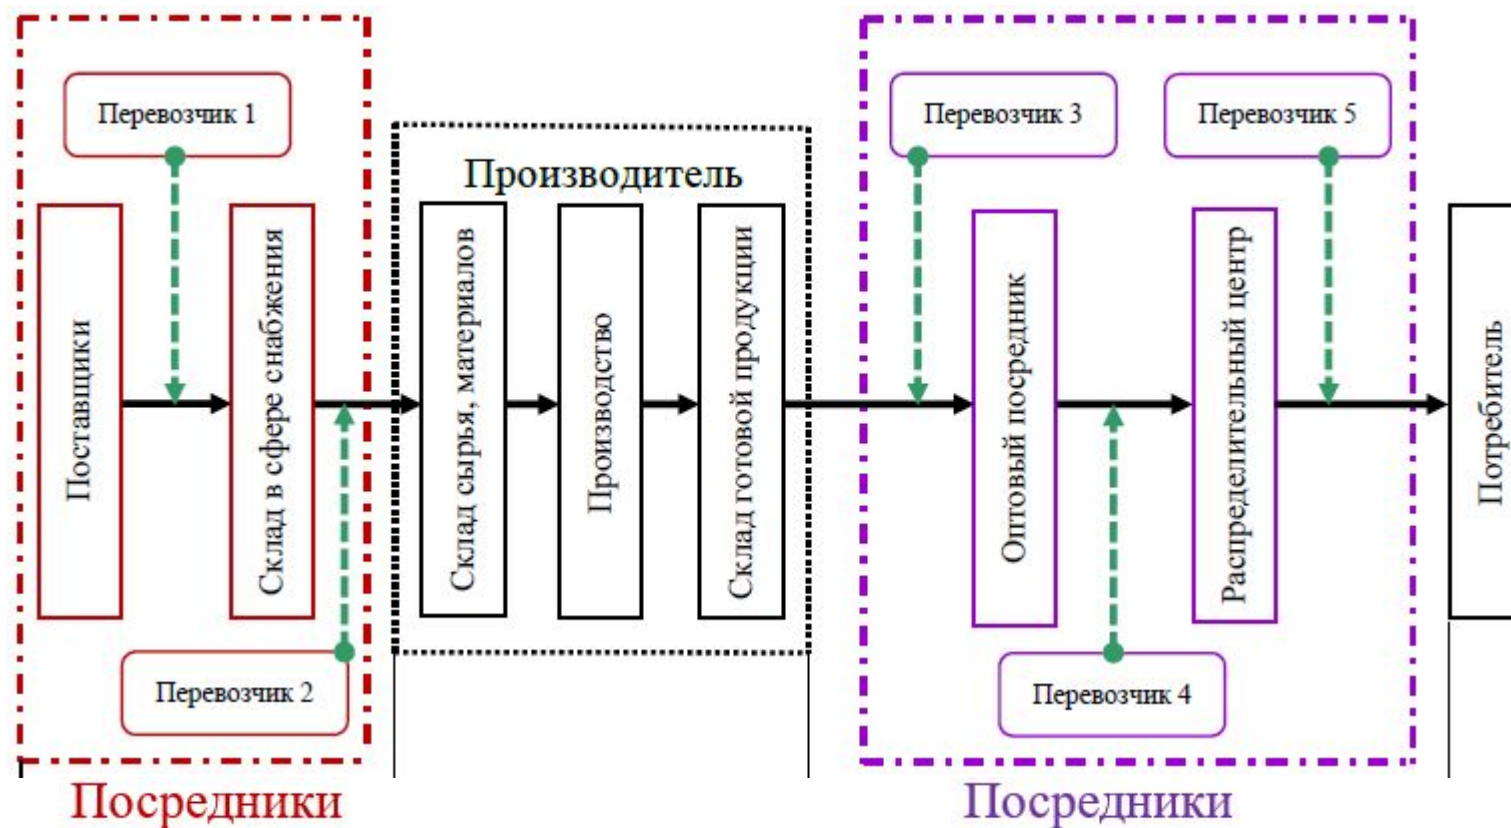 Перевозчик 1
Перевозчик 3
Перевозчик 5
Производитель
Поставщики
Склад в сфере снабжения
Склад сырья, материалов
Производство
Склад готовой продукции
Оптовый посредник
Распределительный центр
Потребитель
Перевозчик 2
Перевозчик 4
Посредники
Посредники